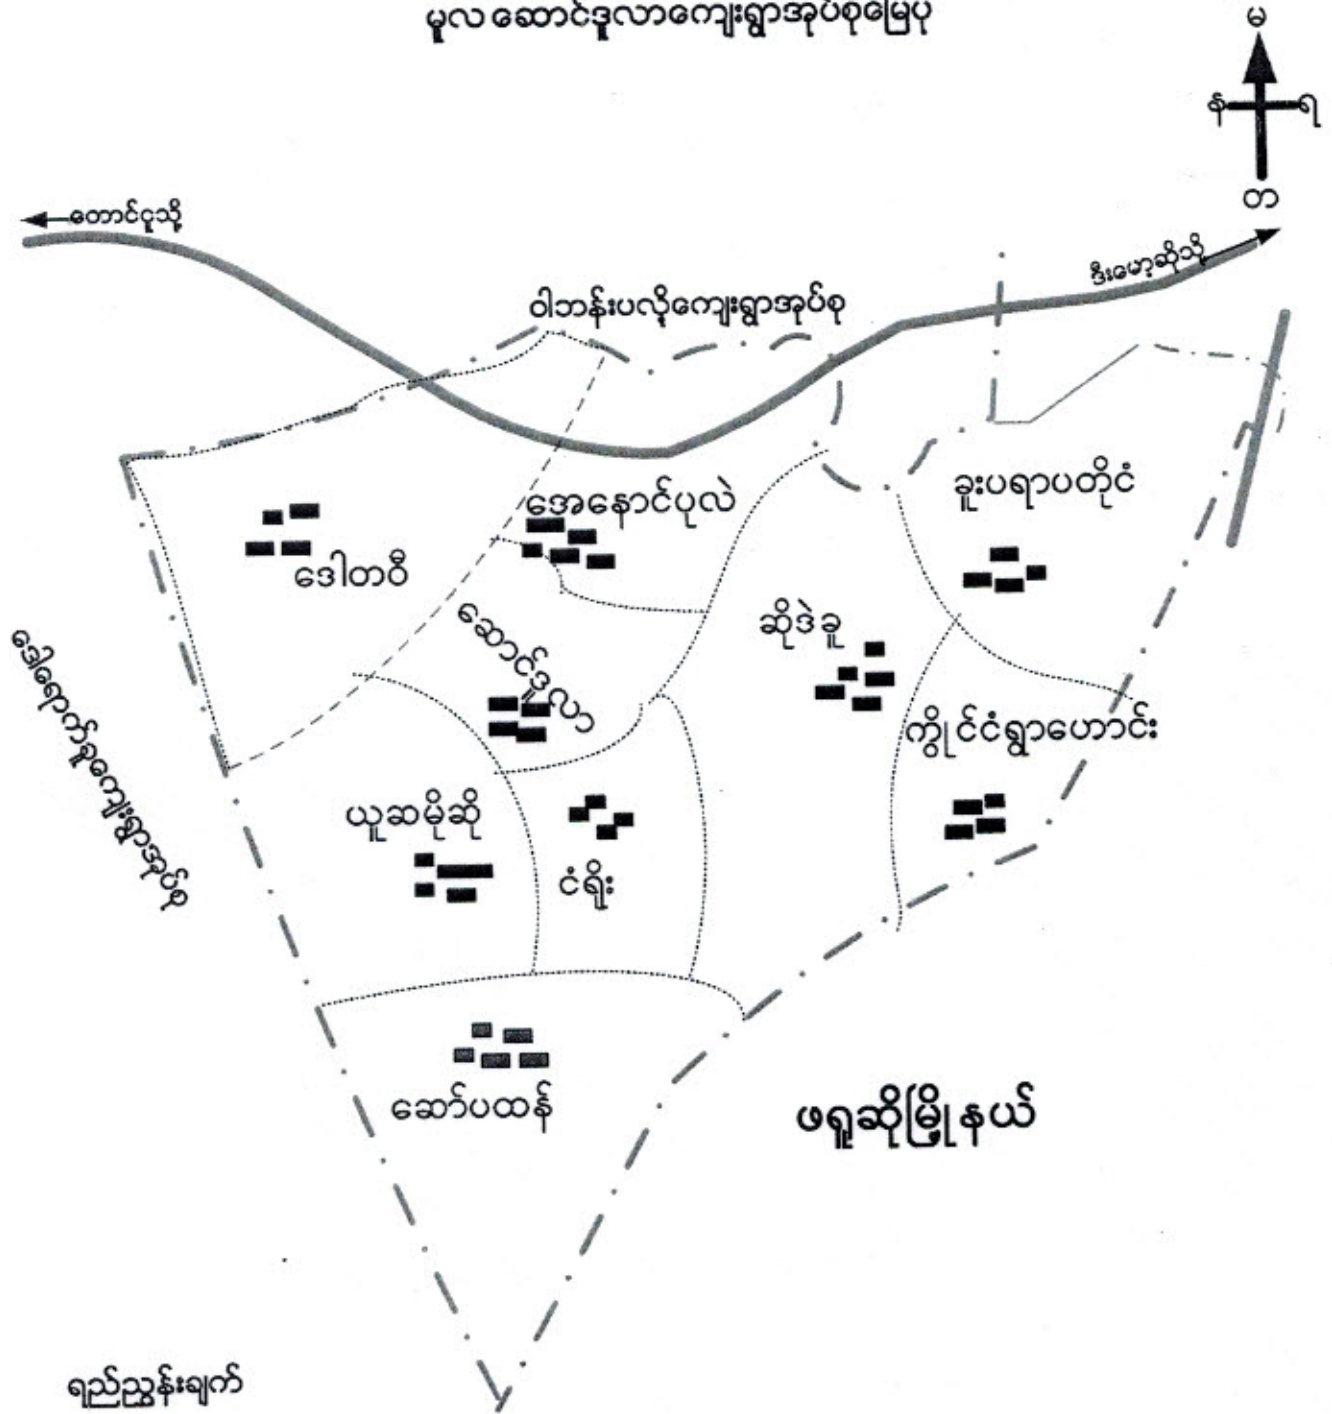 မူလ ဆောင်ဒူလာကျေးရွာအုပ်စုမြေပုံ
မ
န ရ
တ
တောင်ငူသို့
ဒီးမော့ဆိုသို့
ဝါဘန်းပလို့ကျေးရွာအုပ်စု
ခူးပရာပတိုငံ
အေနောင်ပုလဲ
ဒေါတဝီ
ဆောင်ဒူလာ
ဆိုဒဲခူ
ဒေါရောက်ခူကျေးရွာအုပ်စု
ကွိုင်ငံရွာဟောင်း
ယူဆမိုဆို
ငံရိုး
ဆော်ပထန်
ဖရူဆိုမြို့နယ်
ရည်ညွှန်းချက်